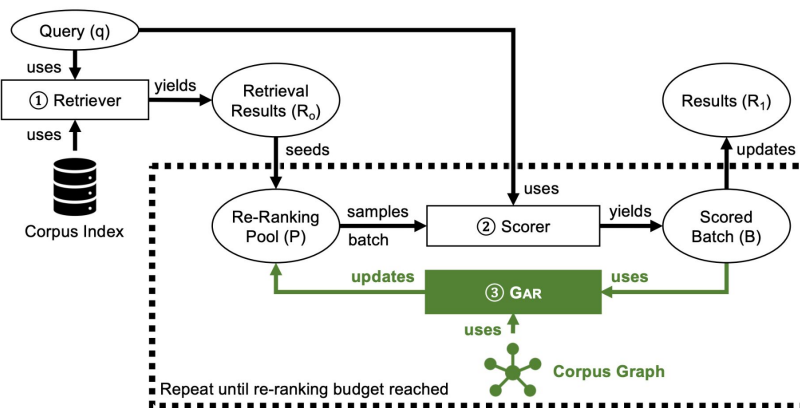 Query (q)
uses
① Retriever
yields
uses
Corpus Index
Retrieval
Results (Ro)
seeds
Results (R1)
updates
uses
Re-Ranking
Pool (P)
samples
batch
② Scorer
yields
Scored
Batch (B)
updates
③ GAR
uses
uses
Corpus Graph
Repeat until re-ranking budget reached